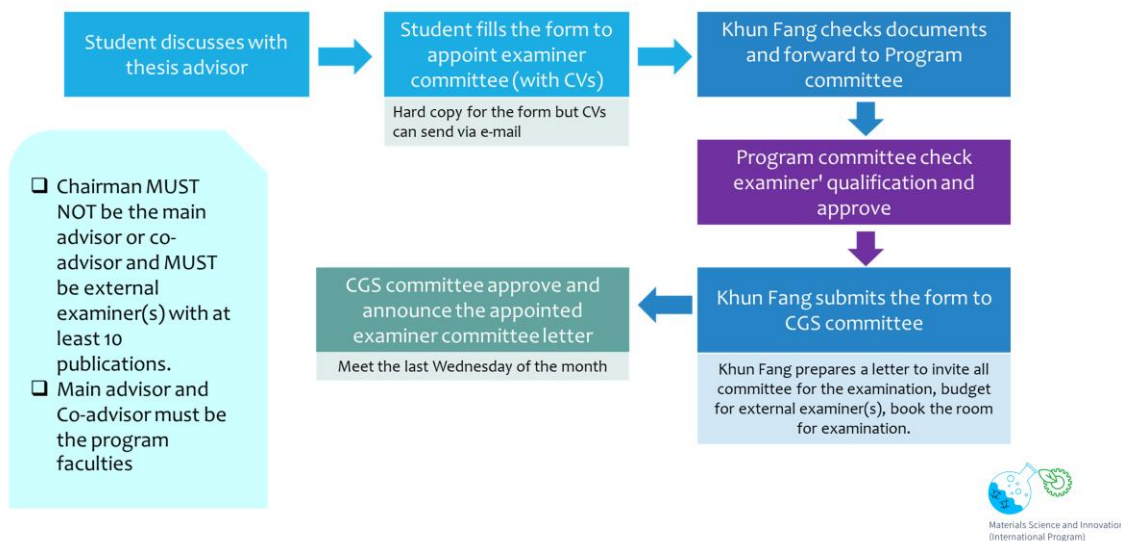 Student discusses with
thesis advisor
Student fills the form to
appoint examiner
committee (with CVs)
Hard copy for the form but CVs
can send via e-mail
Khun Fang checks documents
and forward to Program
committee
Program committee check
examiner' qualification and
approve
Khun Fang submits the form to
CGS committee
Khun Fang prepares a letter to invite all
committee for the examination, budget
for external examiner(s), book the room
for examination.
CGS committee approve and
announce the appointed
examiner committee letter
Meet the last Wednesday of the month
❑ Chairman MUST
NOT be the main
advisor or co-
advisor and MUST
be external
examiner(s) with at
least 10
publications.
❑ Main advisor and
Co-advisor must be
the program
faculties
Materials Science and Innovation
(International Program)